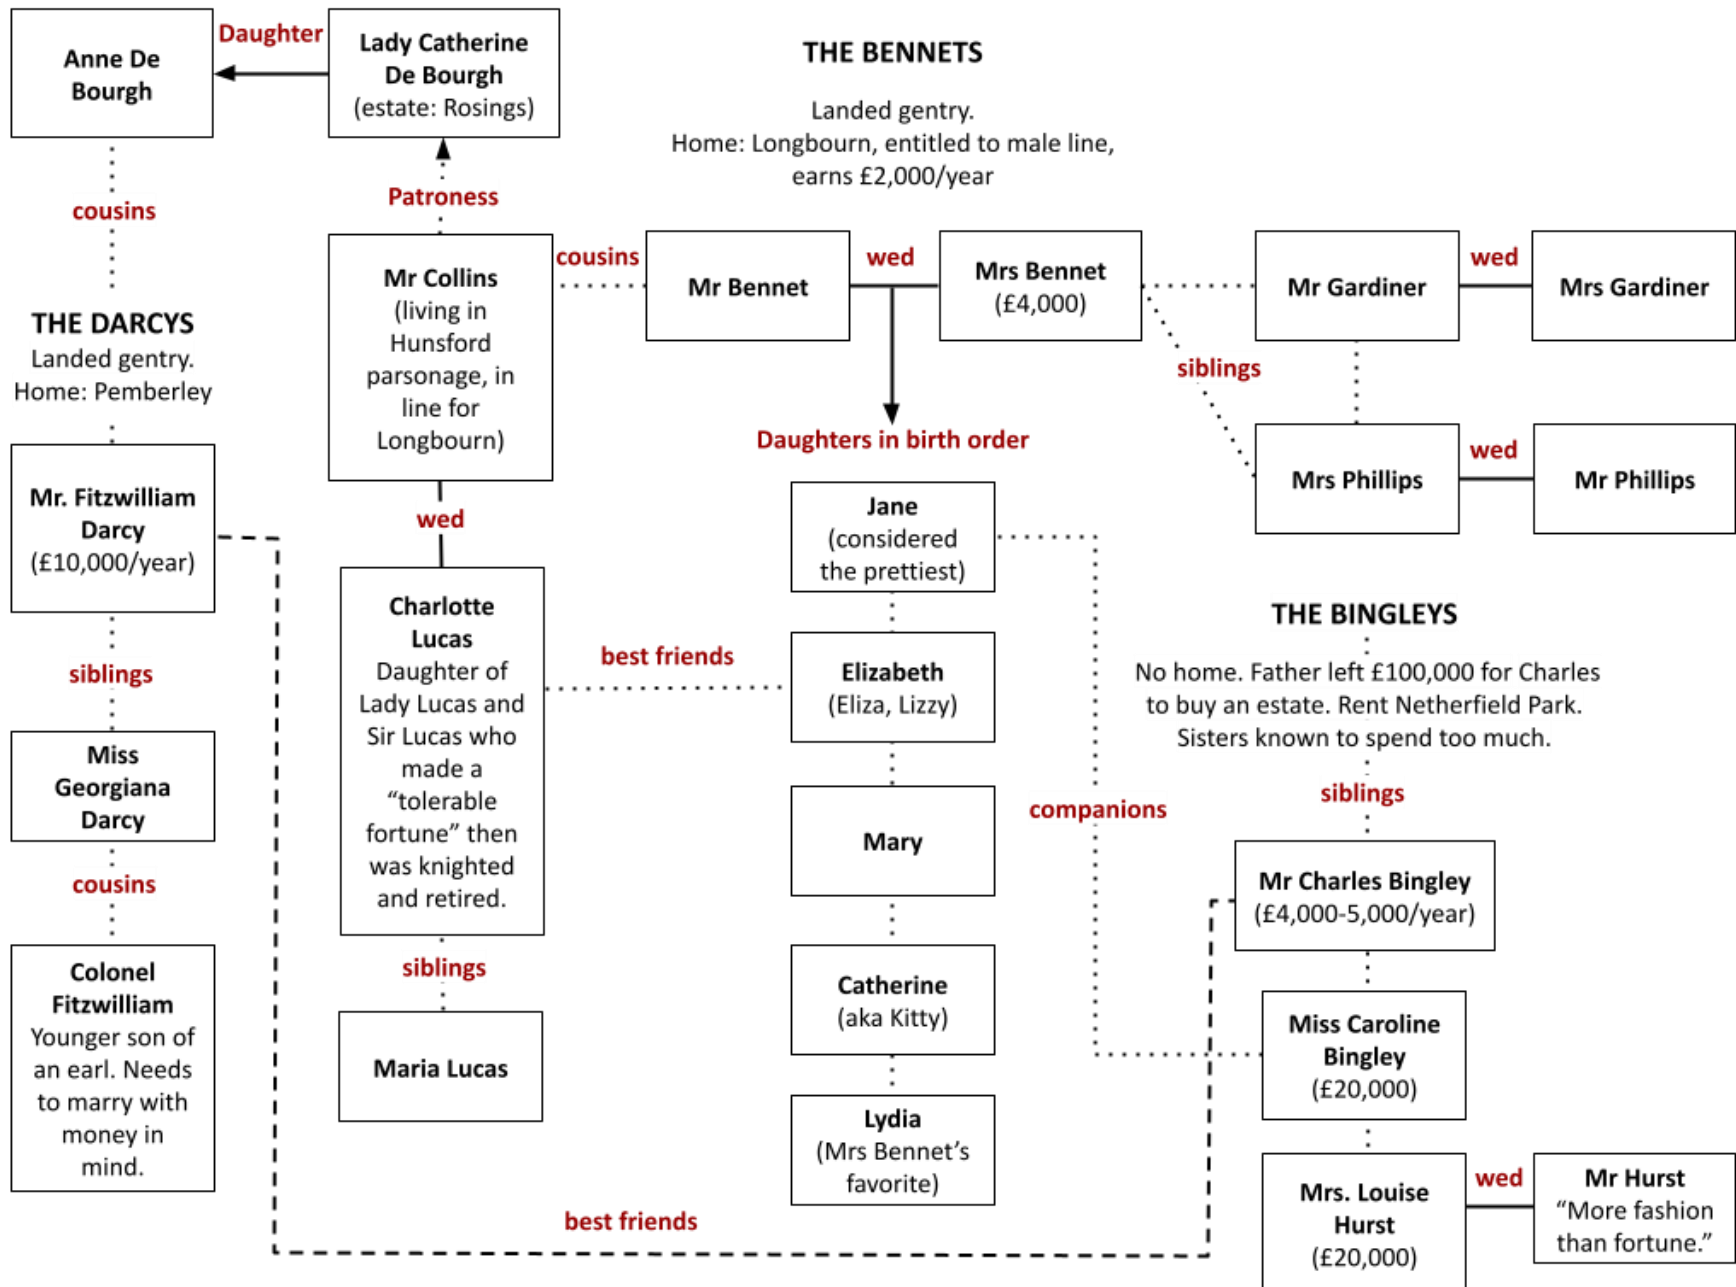 Anne De
Bourgh
Daughter
Lady Catherine
De Bourgh
(estate: Rosings)
THE BENNETS
Landed gentry.
Home: Longbourn, entitled to male line,
earns £2,000/year
cousins
Patroness
THE DARCYS
Landed gentry.
Home: Pemberley
Mr Collins
(living in
Hunsford
parsonage, in
line for
Longbourn)
cousins
Mr Bennet
wed
Mrs Bennet
(£4,000)
Mr Gardiner
wed
Mrs Gardiner
siblings
Mrs Phillips
wed
Mr Phillips
Daughters in birth order
Mr. Fitzwilliam
Darcy
(£10,000/year)
wed
Jane
(considered
the prettiest)
siblings
Charlotte
Lucas
Daughter of
Lady Lucas and
Sir Lucas who
made a
“tolerable
fortune” then
was knighted
and retired.
best friends
Elizabeth
(Eliza, Lizzy)
THE BINGLEYS
No home. Father left £100,000 for Charles
to buy an estate. Rent Netherfield Park.
Sisters known to spend too much.
Miss
Georgiana
Darcy
Mary
companions
siblings
cousins
Mr Charles Bingley
(£4,000-5,000/year)
Colonel
Fitzwilliam
Younger son of
an earl. Needs
to marry with
money in
mind.
siblings
Maria Lucas
Catherine
(aka Kitty)
Miss Caroline
Bingley
(£20,000)
Lydia
(Mrs Bennet’s
favorite)
best friends
Mrs. Louise
Hurst
(£20,000)
wed
Mr Hurst
“More fashion
than fortune.”